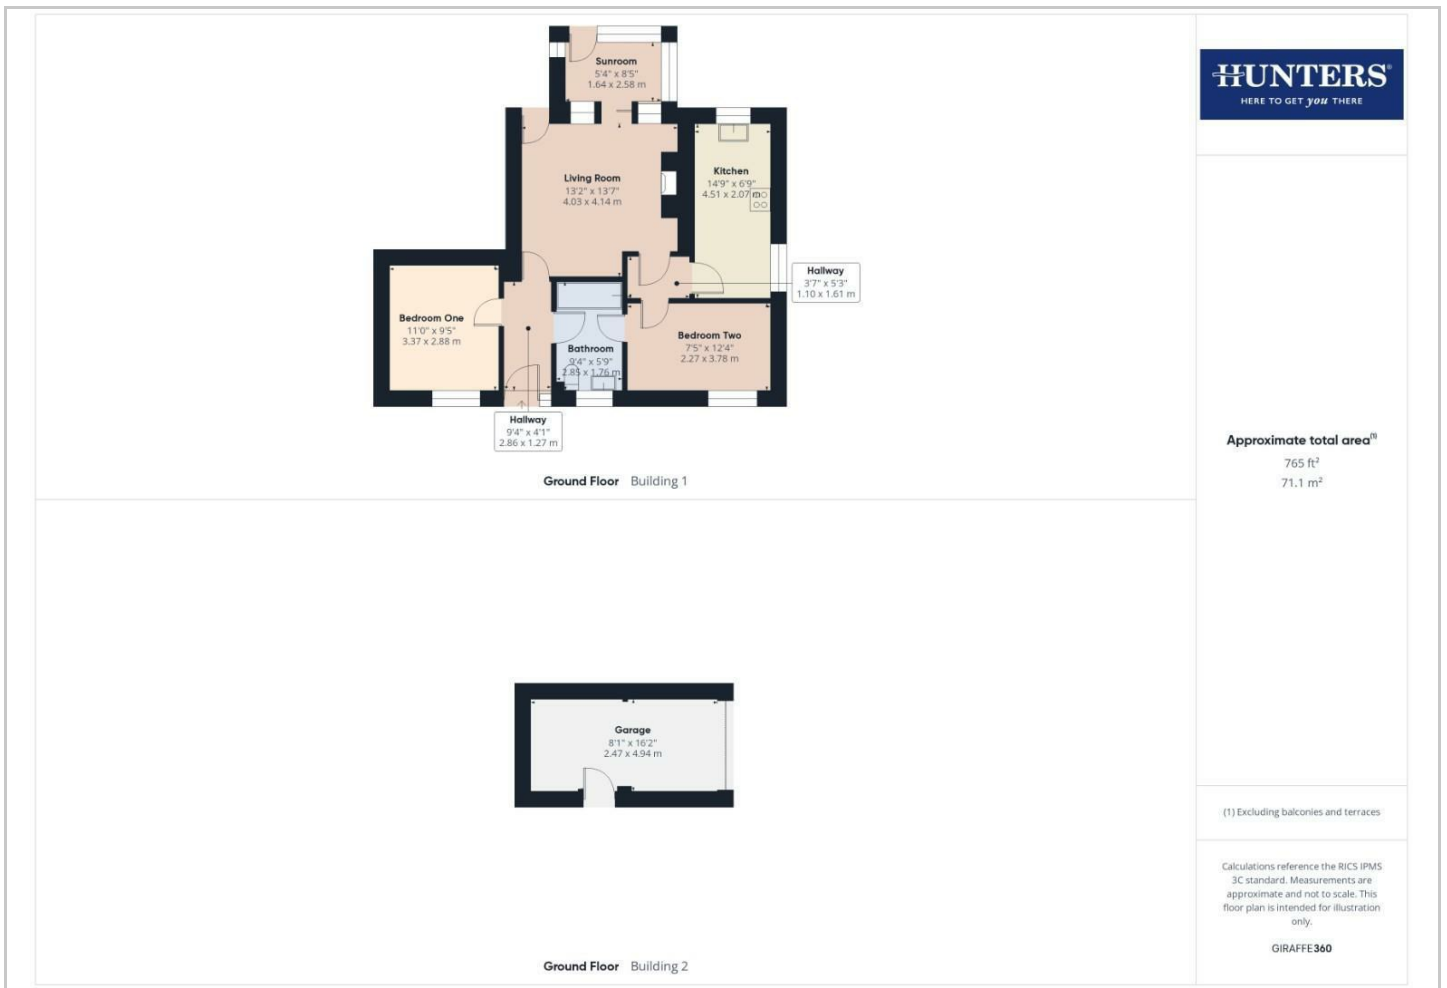 Sunroom
5'4" x 8'5"
1.64 x 2.58 m
Living Room
13'2" x 13'7"
4.03 x 4.14 m
Kitchen
14'9" x 6'9"
4.51 x 2.07 m
Hallway
3'7" x 5'3"
1.10 x 1.61 m
Bedroom One
11'0" x 9'5"
3.37 x 2.88 m
Bathroom
9'4" x 5'9"
2.85 x 1.76 m
Bedroom Two
7'5" x 12'4"
2.27 x 3.78 m
Hallway
9'4" x 4'1"
2.86 x 1.27 m
Ground Floor Building 1
Garage
8'1" x 16'2"
2.47 x 4.94 m
Ground Floor Building 2
HUNTERS®
HERE TO GET you THERE
Approximate total area(1)
765 ft²
71.1 m²
(1) Excluding balconies and terraces
Calculations reference the RICS IPMS
3C standard. Measurements are
approximate and not to scale. This
floor plan is intended for illustration
only.
GIRAFFE360